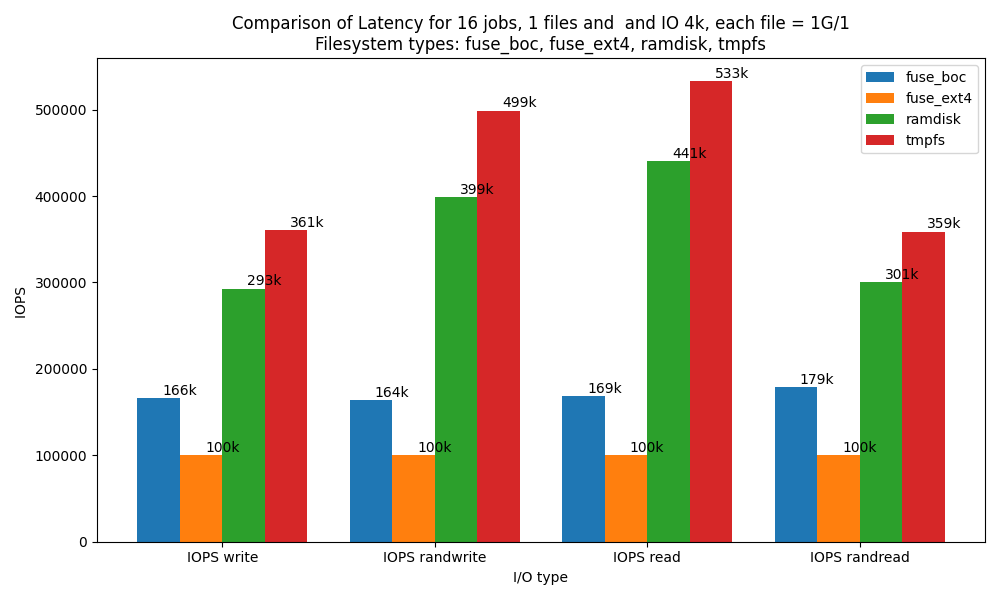 Comparison of Latency for 16 jobs, 1 files and  and IO 4k, each file = 1G/1
Filesystem types: fuse_boc, fuse_ext4, ramdisk, tmpfs
fuse_boc
fuse_ext4
ramdisk
tmpfs
IOPS
500000
400000
300000
200000
100000
0
166k
100k
293k
361k
164k
100k
399k
499k
169k
100k
441k
533k
179k
100k
301k
359k
IOPS write
IOPS randwrite
IOPS read
IOPS randread
I/O type